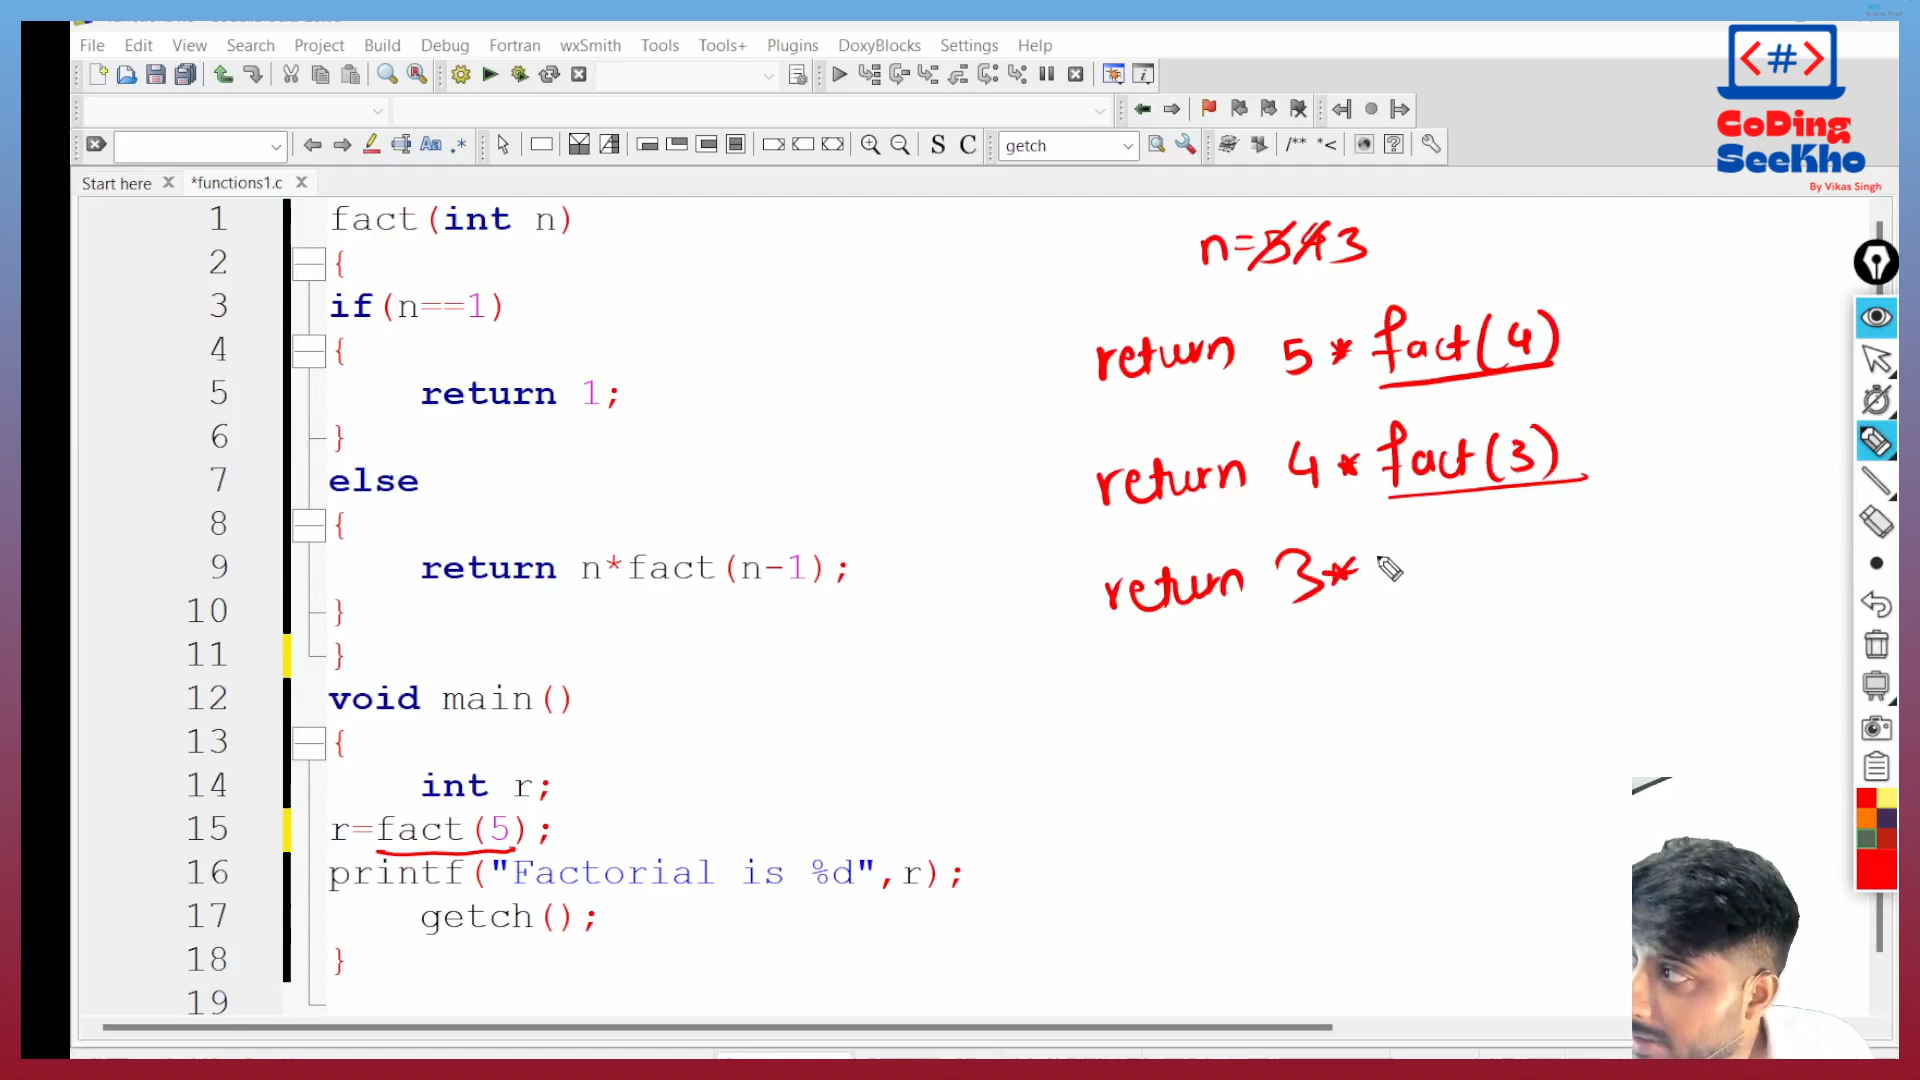 File Edit View Search Project Build Debug Fortran wxSmith Tools Tools+ Plugins DoxyBlocks Settings Help
S C getch /** *<
Start here *functions1.c
<#>
CoDing
SeeKho
By Vikas Singh
1 fact(int n)
2 {
3 if(n==1)
4 {
5 return 1;
6 }
7 else
8 {
9 return n*fact(n-1);
10 }
11 }
12 void main()
13 {
14 int r;
15 r=fact(5);
16 printf("Factorial is %d",r);
17 getch();
18 }
19
n=5 4 3
return 5 * fact(4)
return 4 * fact(3)
return 3*